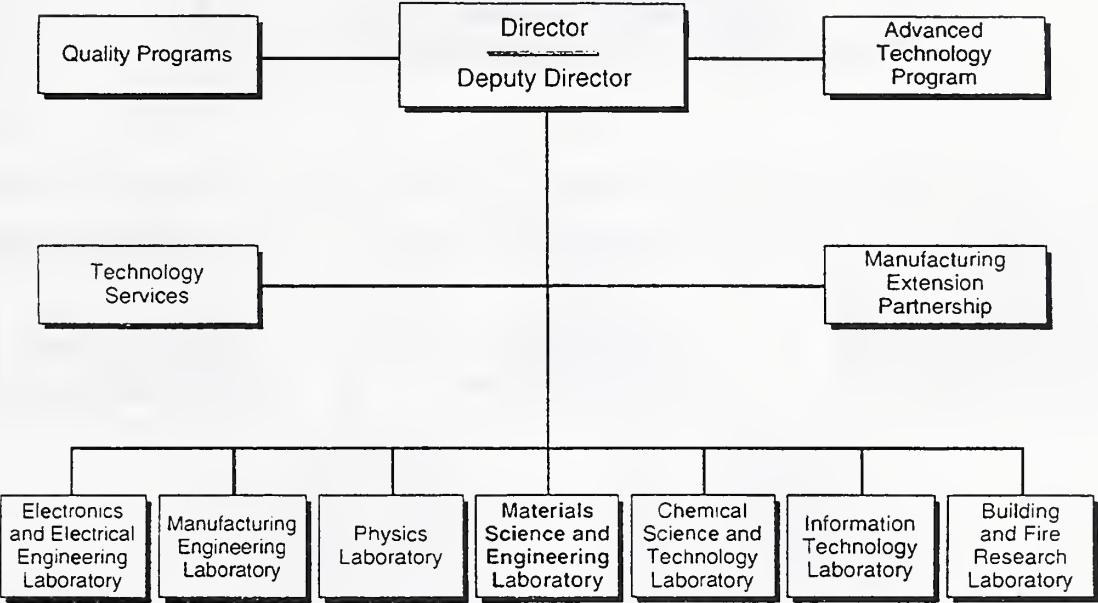 Quality Programs
Director
Deputy Director
Advanced
Technology
Program
Technology
Services
Manufacturing
Extension
Partnership
Electronics
and Electrical
Engineering
Laboratory
Manufacturing
Engineering
Laboratory
Physics
Laboratory
Materials
Science and
Engineering
Laboratory
Chemical
Science and
Technology
Laboratory
Information
Technology
Laboratory
Building
and Fire
Research
Laboratory